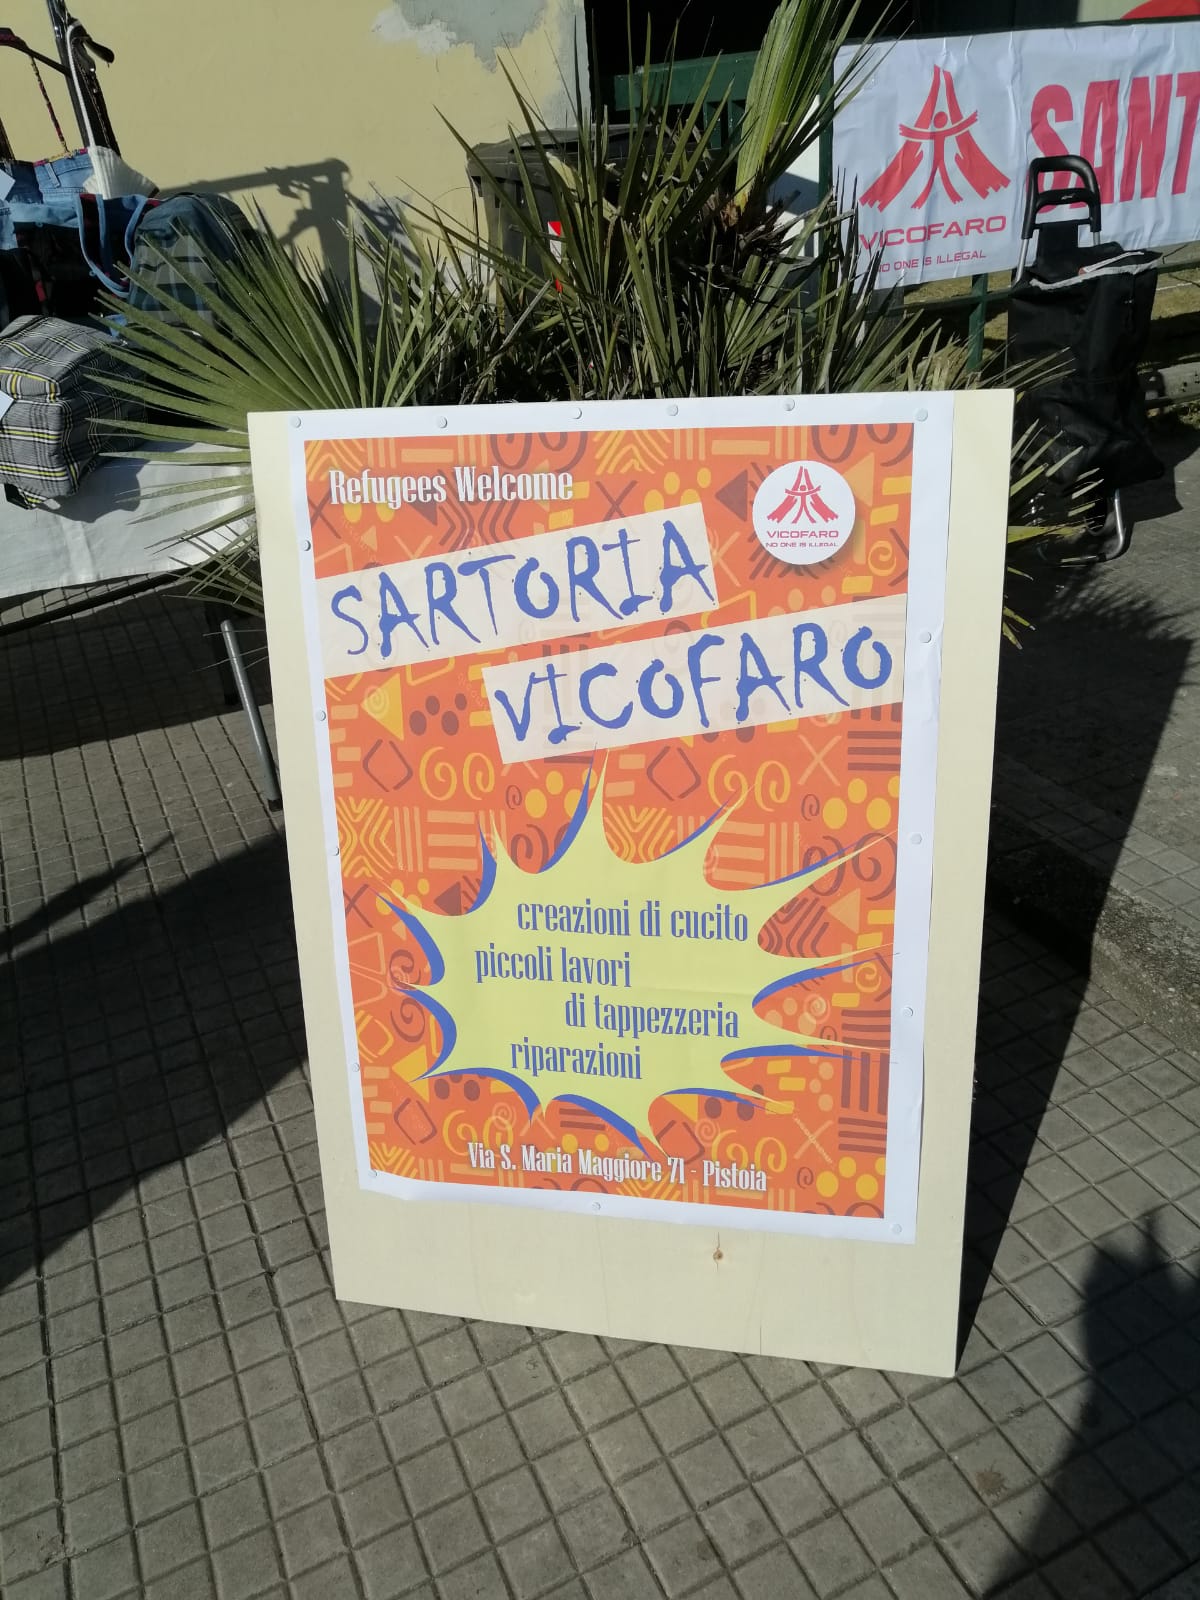 SANT
VICOFARO
NO ONE IS ILLEGAL
Refugees Welcome
VICOFARO
NO ONE IS ILLEGAL
SARTORIA
VICOFARO
creazioni di cucito
piccoli lavori
di tappezzeria
riparazioni
Via S. Maria Maggiore 71 - Pistoia